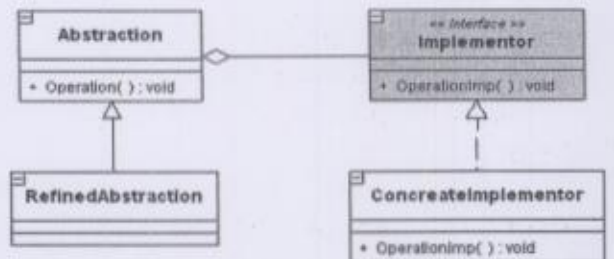 Abstraction
+ Operation( ) : void
<< Interface >>
Implementor
+ OperationImp( ) : void
RefinedAbstraction
ConcreateImplementor
+ OperationImp( ) : void